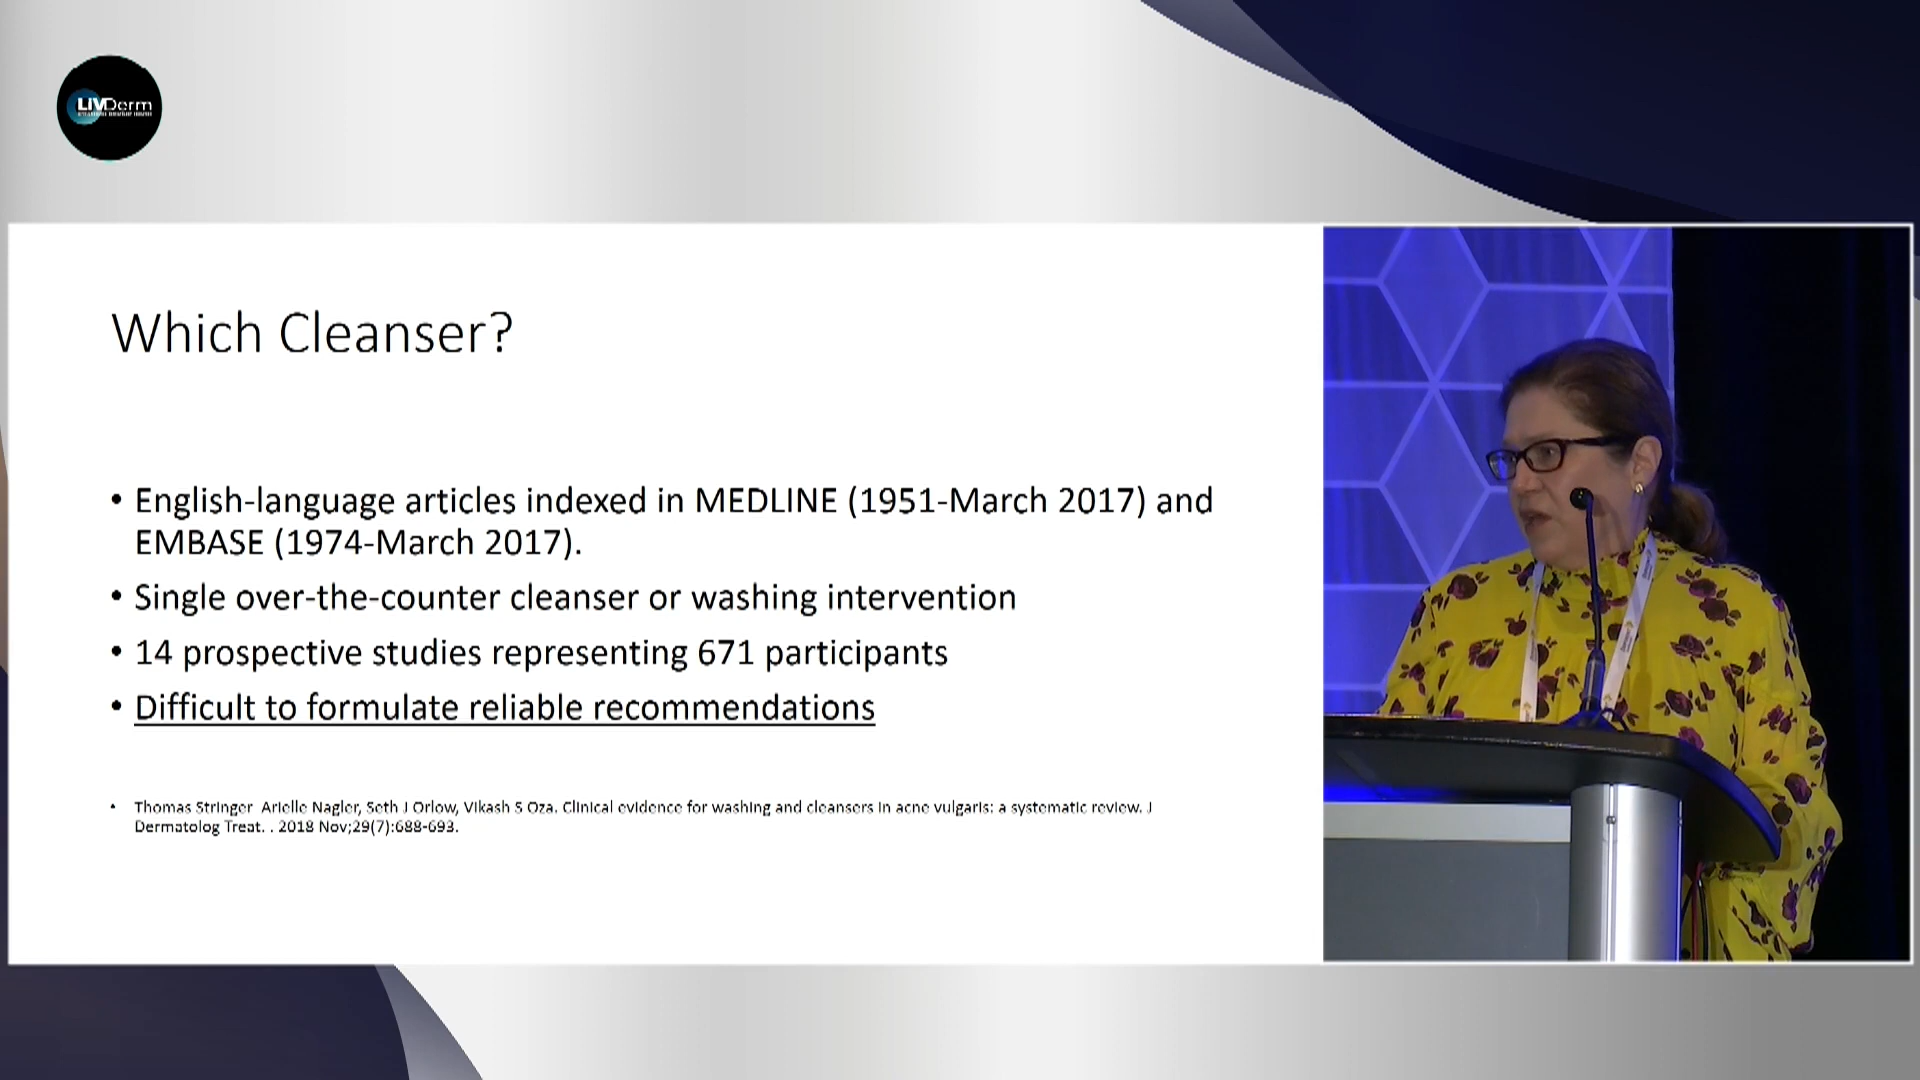 LIVDerm
Which Cleanser?
• English-language articles indexed in MEDLINE (1951-March 2017) and
EMBASE (1974-March 2017).
• Single over-the-counter cleanser or washing intervention
• 14 prospective studies representing 671 participants
• Difficult to formulate reliable recommendations
• Thomas Stringer Arielle Nagler, Seth J Orlow, Vikash S Oza. Clinical evidence for washing and cleansers in acne vulgaris: a systematic review. J
Dermatolog Treat. . 2018 Nov;29(7):688-693.